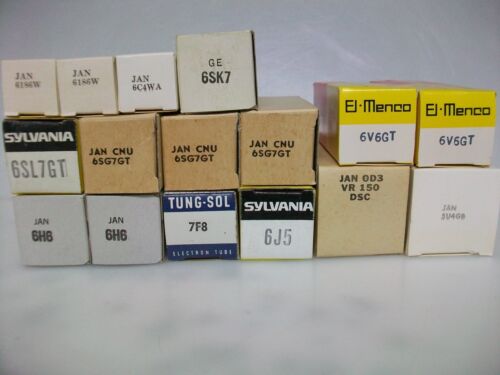 JAN
6186W
JAN
6186W
JAN
6C4WA
GE
6SK7
EJ-Menco
6V6GT
EJ-Menco
6V6GT
SYLVANIA
6SL7GT
JAN CNU
6SG7GT
JAN CNU
6SG7GT
JAN CNU
6SG7GT
JAN 0D3
VR 150
DSC
JAN
5U4GB
JAN
6H6
JAN
6H6
TUNG-SOL
7F8
ELECTRON TUBE
SYLVANIA
6J5